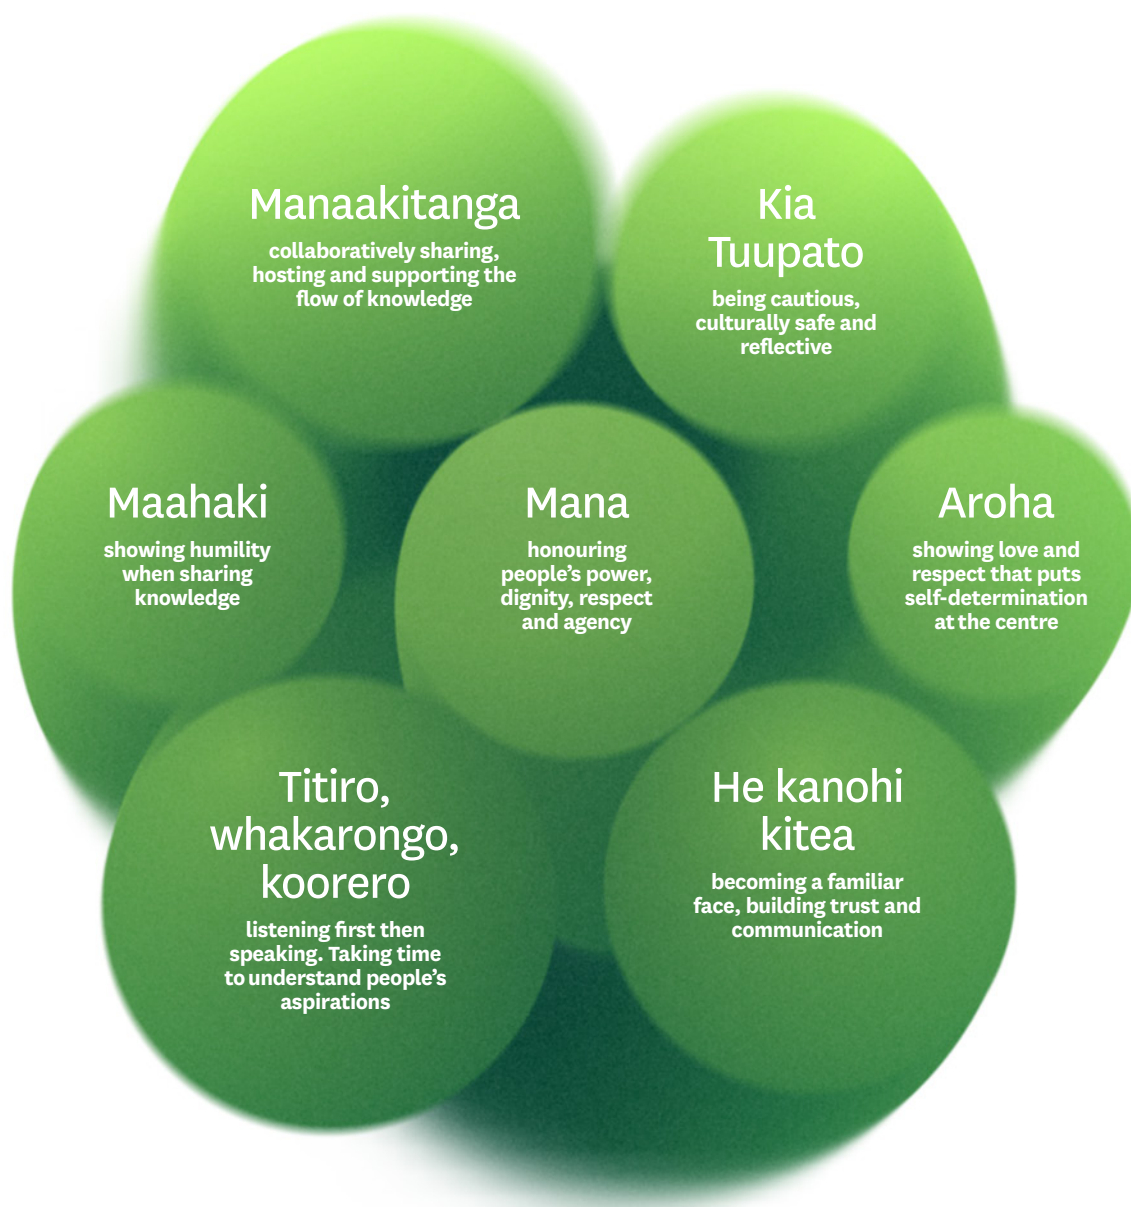 Manaakitanga
collaboratively sharing,
hosting and supporting the
flow of knowledge
Kia
Tuupato
being cautious,
culturally safe and
reflective
Maahaki
showing humility
when sharing
knowledge
Mana
honouring
people’s power,
dignity, respect
and agency
Aroha
showing love and
respect that puts
self-determination
at the centre
Titiro,
whakarongo,
koorero
listening first then
speaking. Taking time
to understand people’s
aspirations
He kanohi
kitea
becoming a familiar
face, building trust and
communication